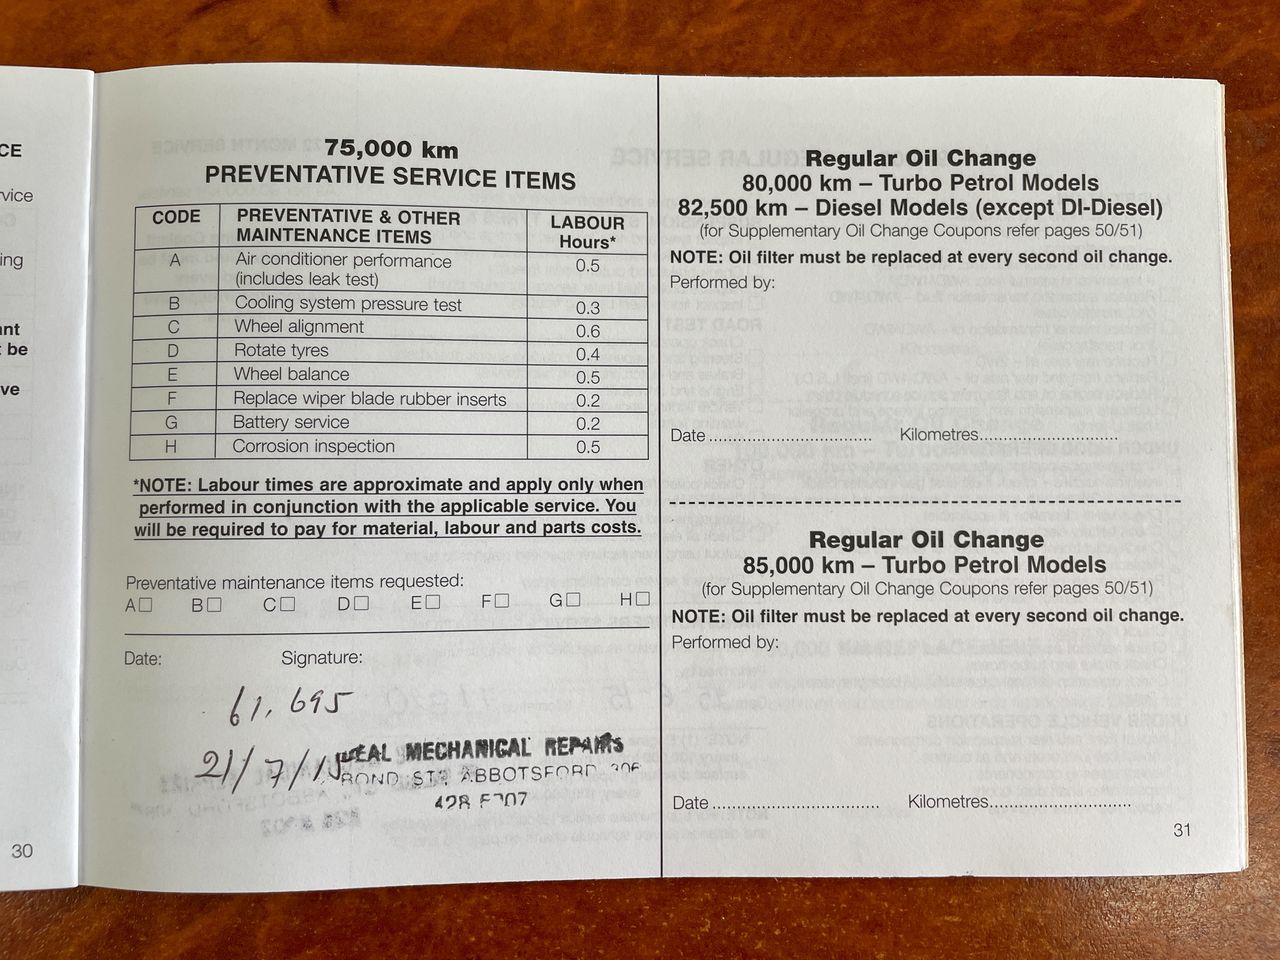 CE
vice
ing
ant
be
ve
30
75,000 km
PREVENTATIVE SERVICE ITEMS
CODE PREVENTATIVE & OTHER MAINTENANCE ITEMS LABOUR Hours*
A Air conditioner performance (includes leak test) 0.5
B Cooling system pressure test 0.3
C Wheel alignment 0.6
D Rotate tyres 0.4
E Wheel balance 0.5
F Replace wiper blade rubber inserts 0.2
G Battery service 0.2
H Corrosion inspection 0.5
*NOTE: Labour times are approximate and apply only when
performed in conjunction with the applicable service. You
will be required to pay for material, labour and parts costs.
Preventative maintenance items requested:
A B C D E F G H
Date: Signature:
61,695
21/7/15
MECHANICAL REPAIRS
ABBOTSFORD
Regular Oil Change
80,000 km – Turbo Petrol Models
82,500 km – Diesel Models (except DI-Diesel)
(for Supplementary Oil Change Coupons refer pages 50/51)
NOTE: Oil filter must be replaced at every second oil change.
Performed by:
Date.................................. Kilometres.............................
Regular Oil Change
85,000 km – Turbo Petrol Models
(for Supplementary Oil Change Coupons refer pages 50/51)
NOTE: Oil filter must be replaced at every second oil change.
Performed by:
Date.................................. Kilometres.............................
31